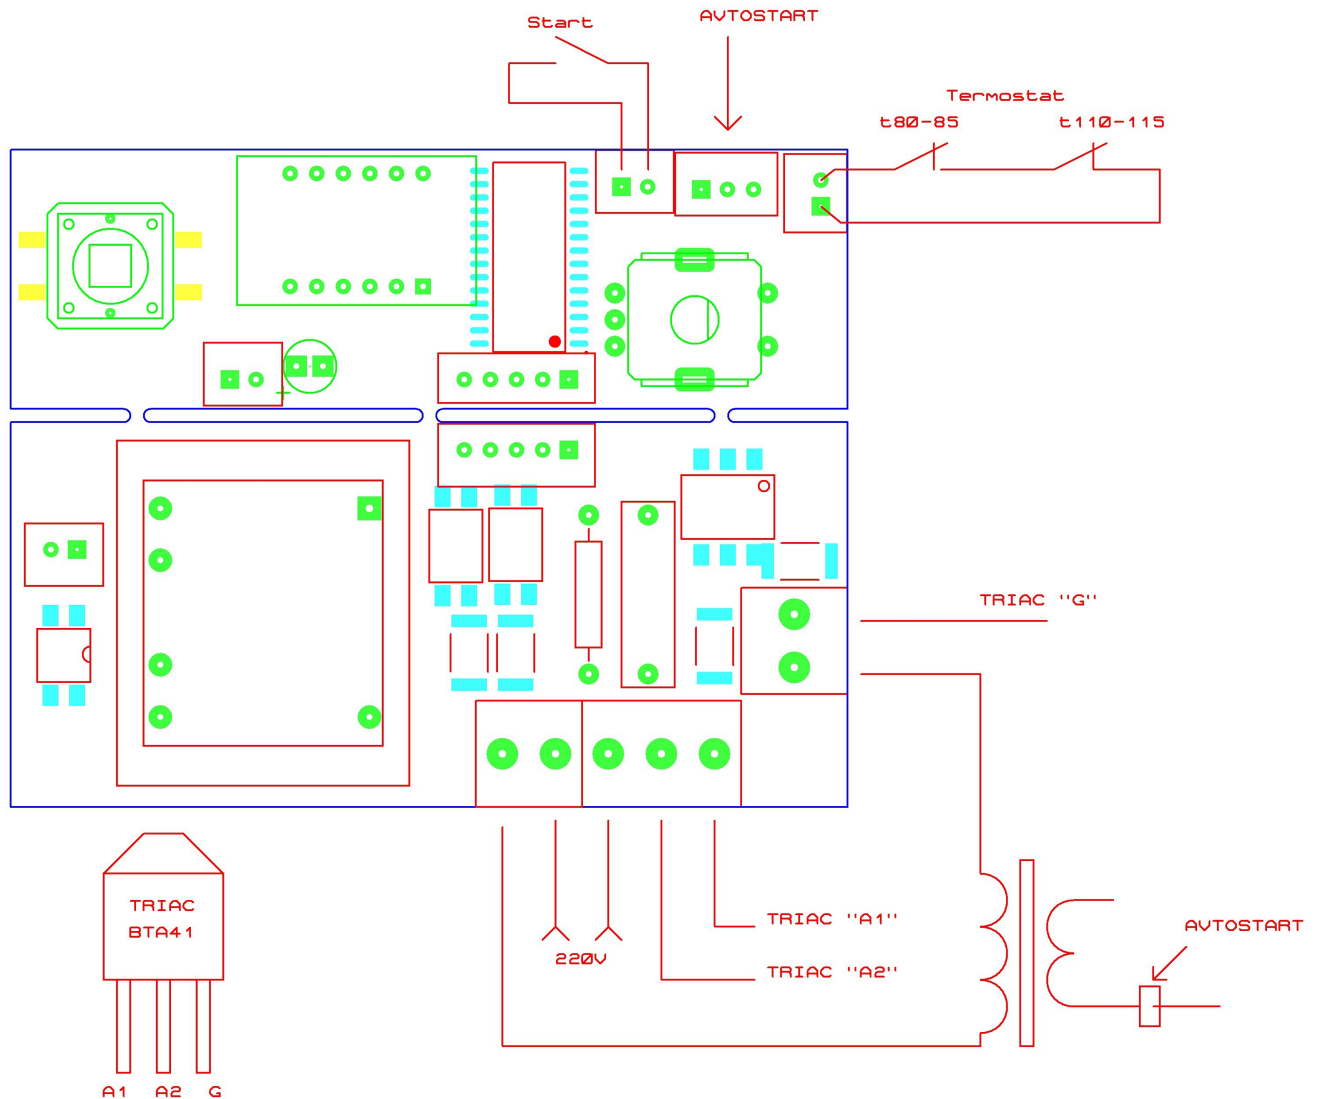 Start
AVTOSTART
Termostat
t80-85
t110-115
TRIAC "G"
TRIAC
BTA41
TRIAC "A1"
AVTOSTART
220V
TRIAC "A2"
A1 A2 G